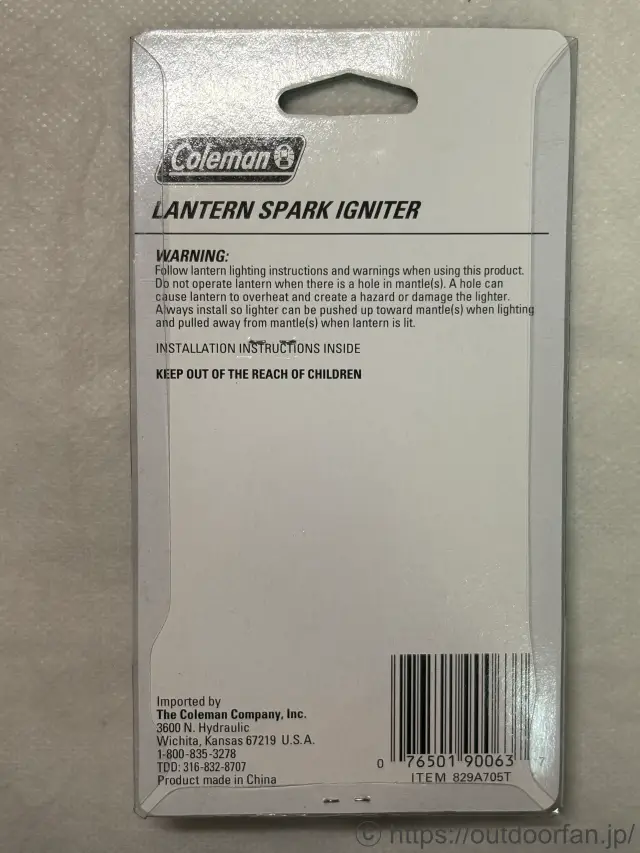 Coleman
LANTERN SPARK IGNITER
WARNING:
Follow lantern lighting instructions and warnings when using this product.
Do not operate lantern when there is a hole in mantle(s). A hole can
cause lantern to overheat and create a hazard or damage the lighter.
Always install so lighter can be pushed up toward mantle(s) when lighting
and pulled away from mantle(s) when lantern is lit.
INSTALLATION INSTRUCTIONS INSIDE
KEEP OUT OF THE REACH OF CHILDREN
Imported by
The Coleman Company, Inc.
3600 N. Hydraulic
Wichita, Kansas 67219 U.S.A.
1-800-835-3278
TDD: 316-832-8707
Product made in China
0 76501 90063 7
ITEM 829A705T
© https://outdoorfan.jp/